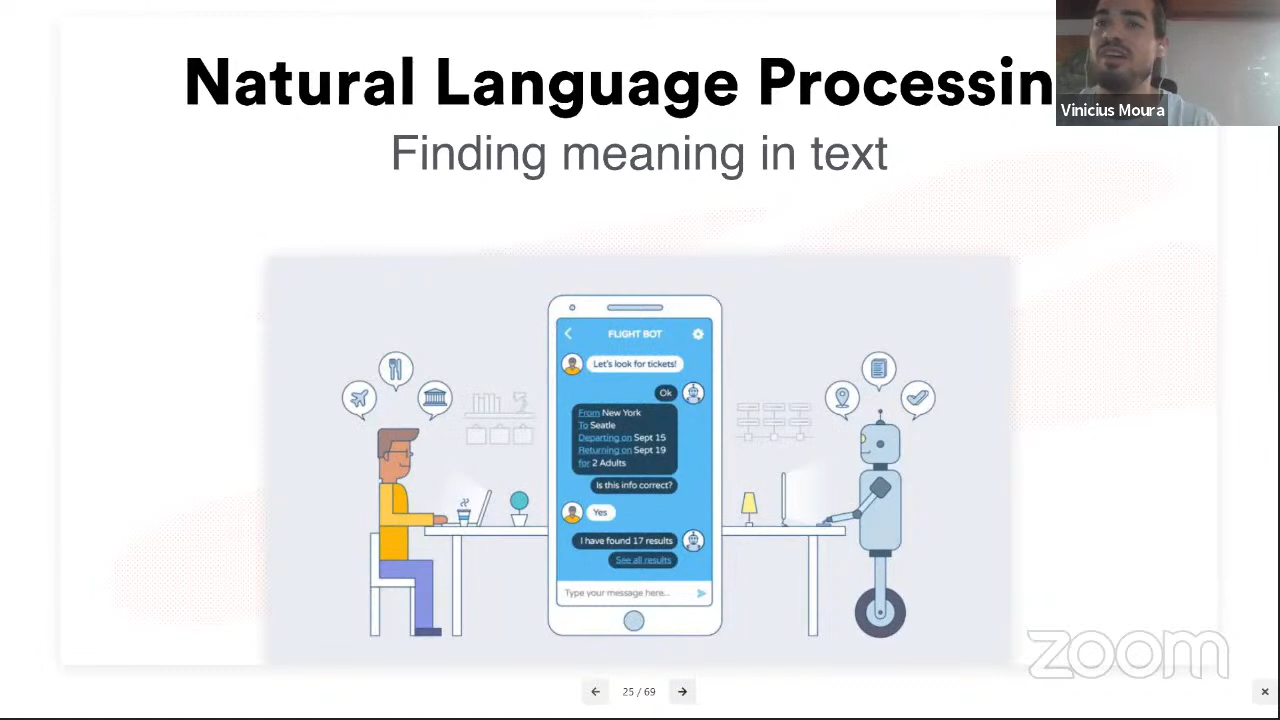 Natural Language Processin
Vinicius Moura
Finding meaning in text
FLIGHT BOT
Let's look for tickets!
Ok
From New York
To Seatle
Departing on Sept 15
Returning on Sept 19
for 2 Adults
Is this info correct?
Yes
I have found 17 results
See all results
Type your message here...
zoom
25 / 69